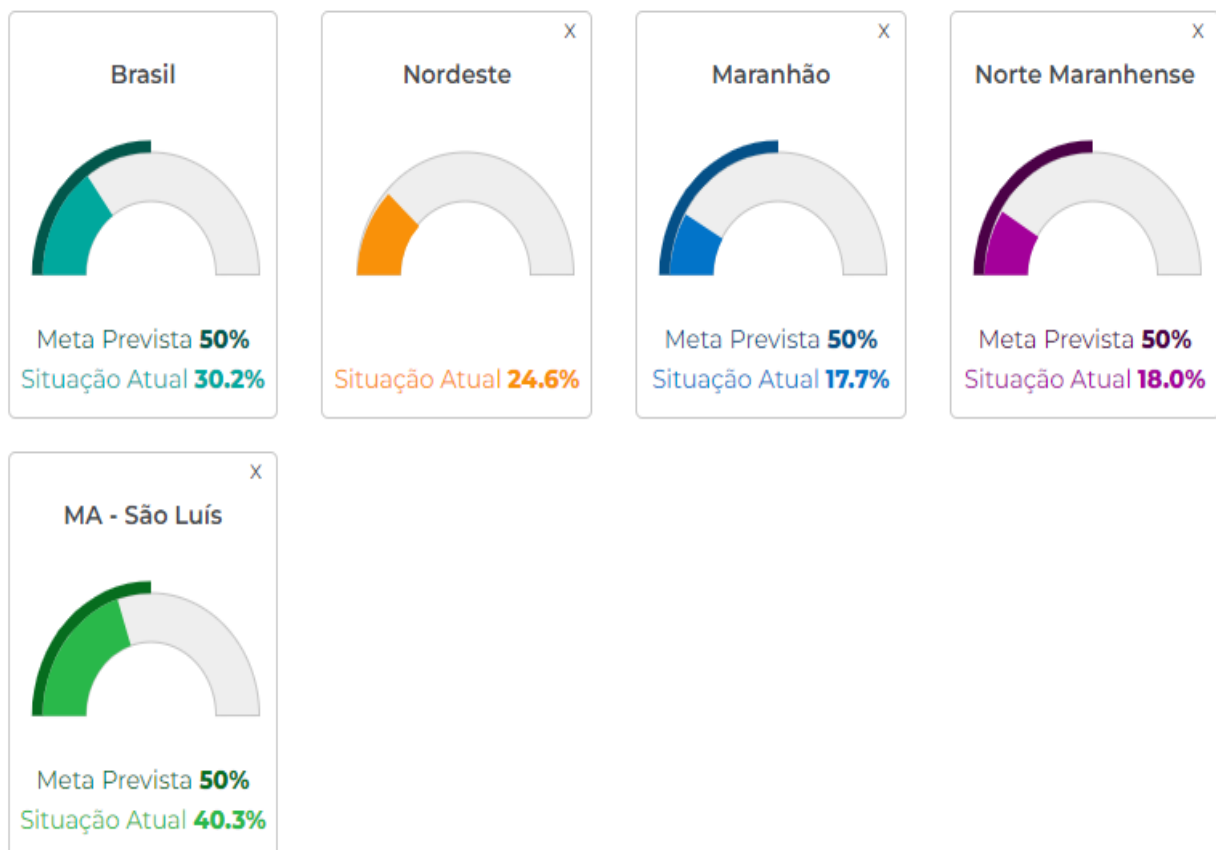 Brasil
Meta Prevista 50%
Situação Atual 30.2%
X
Nordeste
Situação Atual 24.6%
X
Maranhão
Meta Prevista 50%
Situação Atual 17.7%
X
Norte Maranhense
Meta Prevista 50%
Situação Atual 18.0%
X
MA - São Luís
Meta Prevista 50%
Situação Atual 40.3%